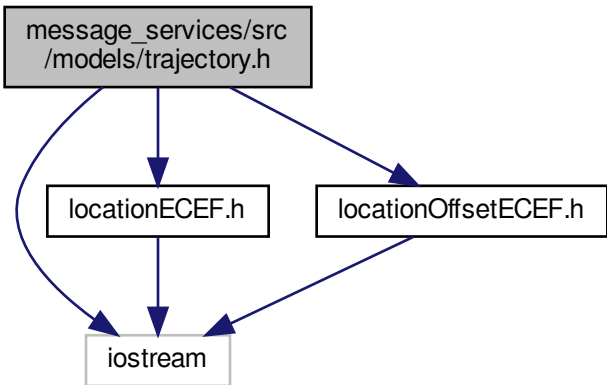 message_services/src
/models/trajectory.h
locationECEF.h
locationOffsetECEF.h
iostream